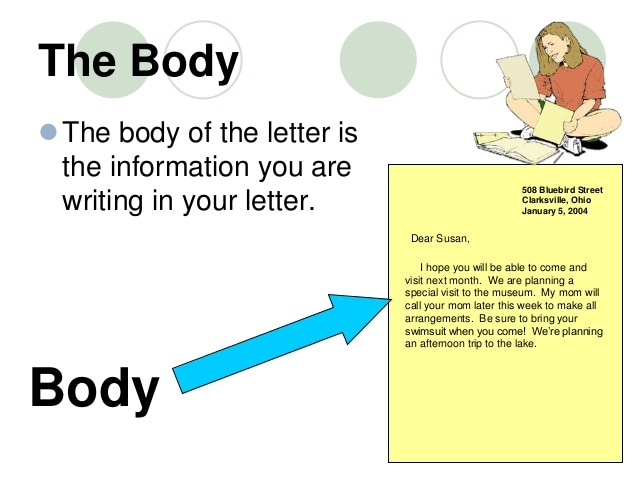 The Body
The body of the letter is
the information you are
writing in your letter.
508 Bluebird Street
Clarksville, Ohio
January 5, 2004
Dear Susan,
I hope you will be able to come and
visit next month. We are planning a
special visit to the museum. My mom will
call your mom later this week to make all
arrangements. Be sure to bring your
swimsuit when you come! We're planning
an afternoon trip to the lake.
Body